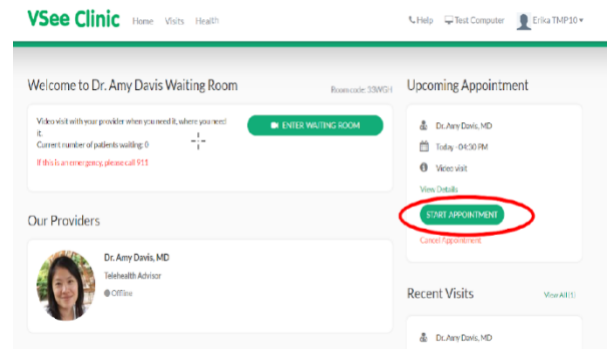 VSee Clinic Home Visits Health
Help Test Computer Erika TMP10
Welcome to Dr. Amy Davis Waiting Room
Room code:
Video visit with your provider when you need it, where you need
it.
Current number of patients waiting: 0
If this is an emergency, please call 911
ENTER WAITING ROOM
Our Providers
Dr. Amy Davis, MD
Telehealth Advisor
Offline
Upcoming Appointment
Dr. Amy Davis, MD
Today - 04:30 PM
Video visit
View Details
START APPOINTMENT
Cancel Appointment
Recent Visits View All (1)
Dr. Amy Davis, MD